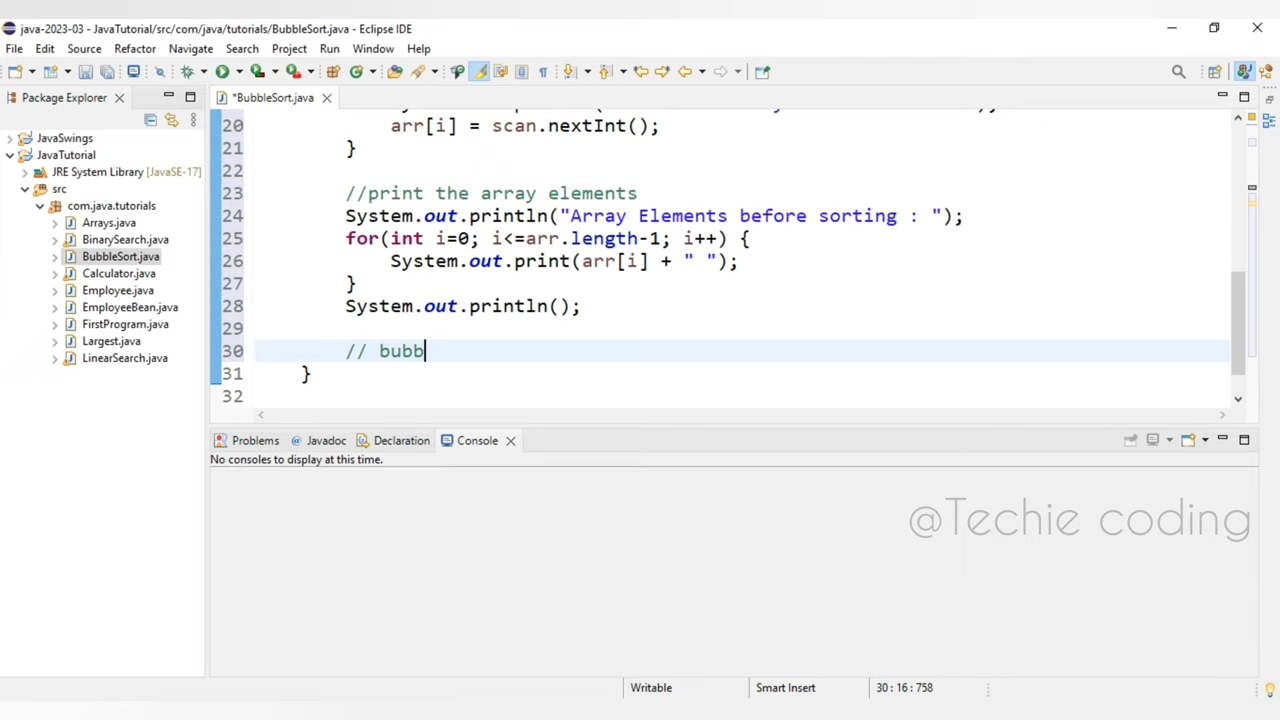 java-2023-03 - JavaTutorial/src/com/java/tutorials/BubbleSort.java - Eclipse IDE
File Edit Source Refactor Navigate Search Project Run Window Help
Package Explorer
*BubbleSort.java
JavaSwings
JavaTutorial
JRE System Library [JavaSE-17]
src
com.java.tutorials
Arrays.java
BinarySearch.java
BubbleSort.java
Calculator.java
Employee.java
EmployeeBean.java
FirstProgram.java
Largest.java
LinearSearch.java
20 arr[i] = scan.nextInt();
21 }
22
23 //print the array elements
24 System.out.println("Array Elements before sorting : ");
25 for(int i=0; i<=arr.length-1; i++) {
26 System.out.print(arr[i] + " ");
27 }
28 System.out.println();
29
30 // bubb
31 }
32
Problems @ Javadoc Declaration Console
No consoles to display at this time.
@Techie coding
Writable Smart Insert 30 : 16 : 758